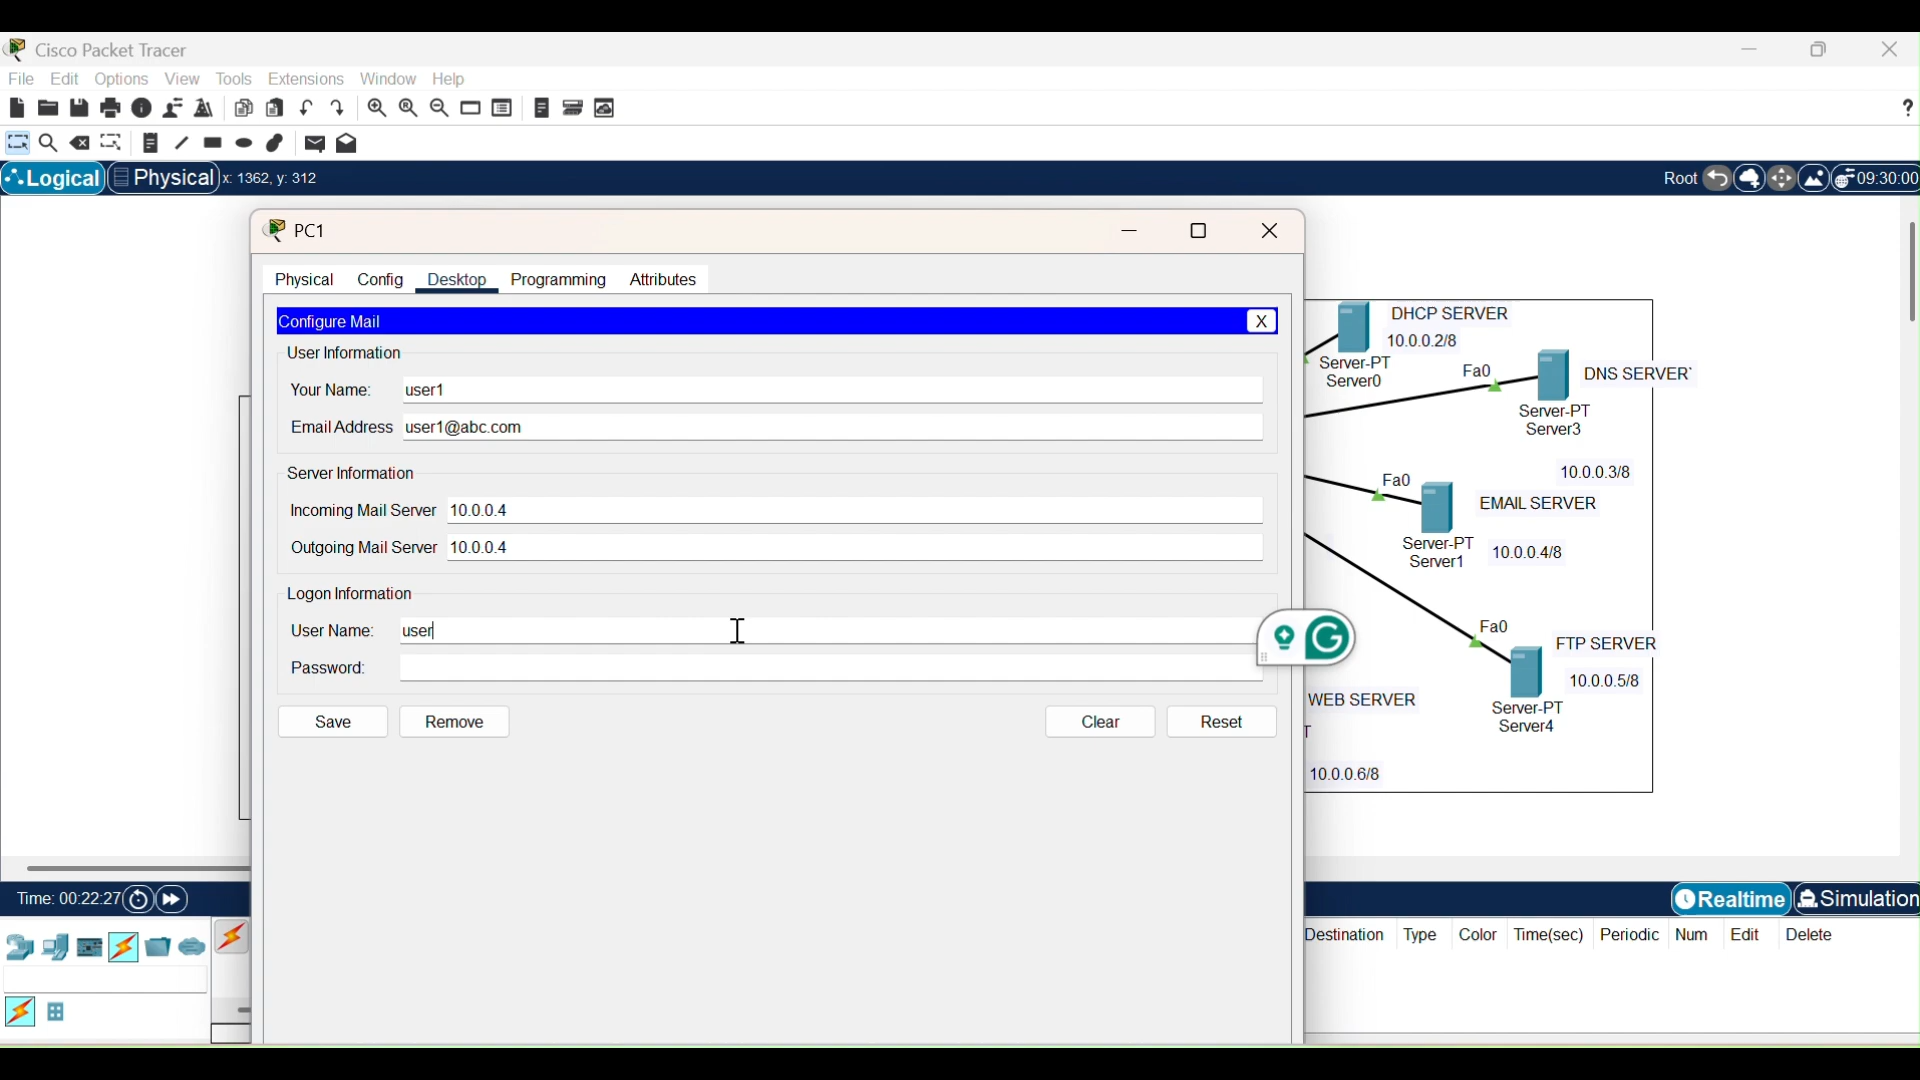 Cisco Packet Tracer
File Edit Options View Tools Extensions Window Help
?
Logical Physical x: 1362, y: 312 Root 09:30:00
PC1
Physical Config Desktop Programming Attributes
Configure Mail X
User Information
Your Name: user1
Email Address user1@abc.com
Server Information
Incoming Mail Server 10.0.0.4
Outgoing Mail Server 10.0.0.4
Logon Information
User Name: user
Password:
Save Remove Clear Reset
DHCP SERVER
10.0.0.2/8
Server-PT
Server0
Fa0
DNS SERVER`
Server-PT
Server3
10.0.0.3/8
Fa0
EMAIL SERVER
Server-PT
Server1
10.0.0.4/8
Fa0
FTP SERVER
10.0.0.5/8
Server-PT
Server4
WEB SERVER
T
10.0.0.6/8
Time: 00:22:27 Realtime Simulation
Destination Type Color Time(sec) Periodic Num Edit Delete